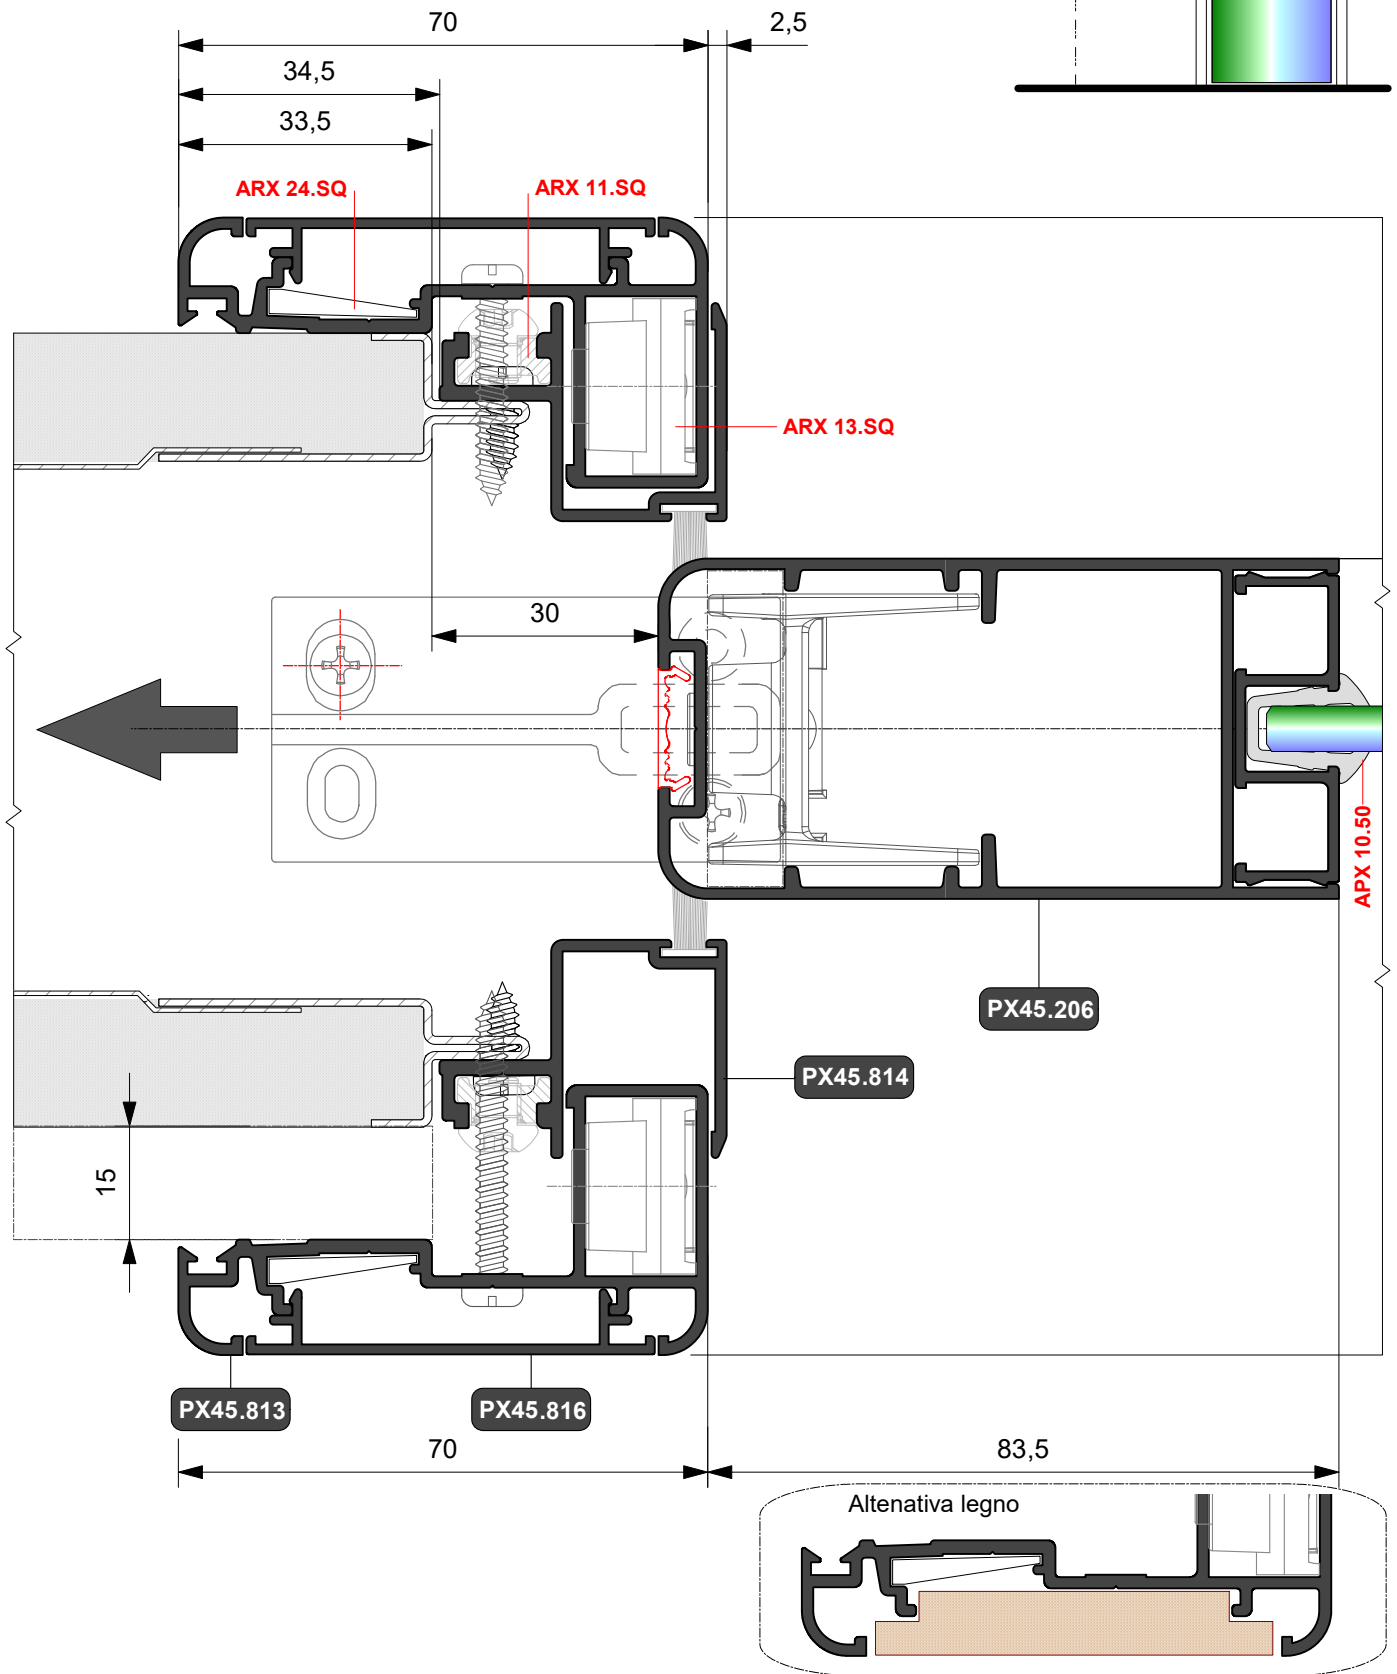 70
2,5
34,5
33,5
ARX 24.SQ
ARX 11.SQ
ARX 13.SQ
30
APX 10.50
PX45.206
PX45.814
15
PX45.813
PX45.816
70
83,5
Altenativa legno